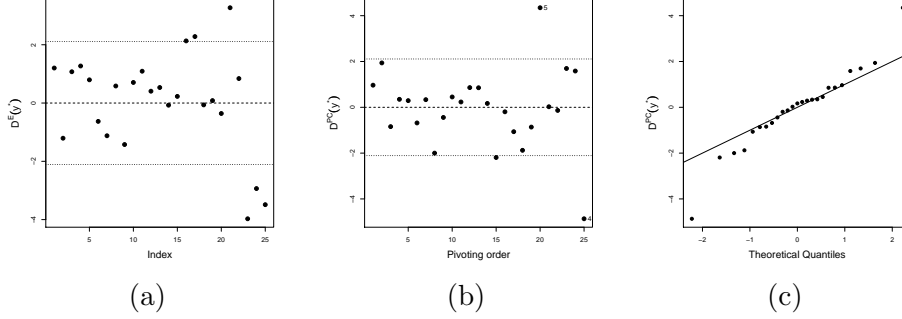 D^E(y*)
2
0
−2
−4
5 10 15 20 25
Index
(a)
D^PC(y*)
4
2
0
−2
−4
5
4
5 10 15 20 25
Pivoting order
(b)
D^PC(y*)
4
2
0
−2
−4
−2 −1 0 1 2
Theoretical Quantiles
(c)